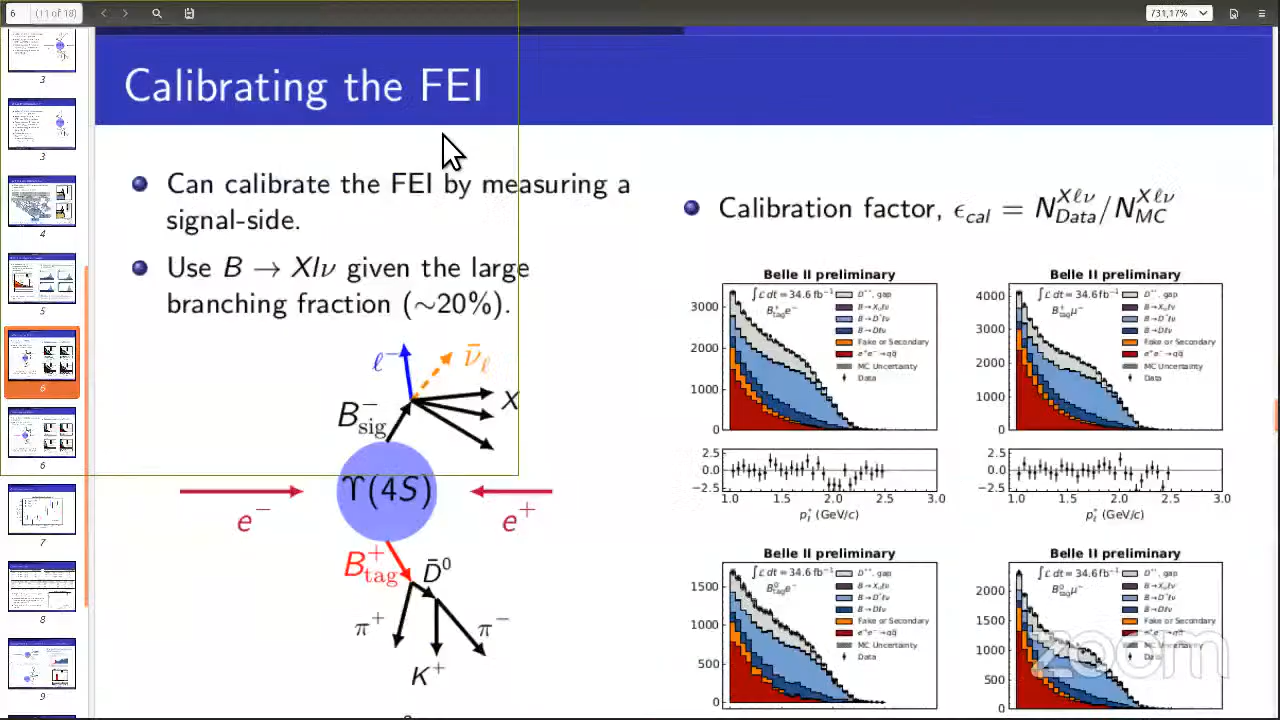 6 (11 of 18) 731,17%
Calibrating the FEI
Can calibrate the FEI by measuring a
signal-side.
Use B → Xlν given the large
branching fraction (∼20%).
ℓ⁻ ν̄_ℓ
X
B⁻_sig
Υ(4S)
e⁻ e⁺
B⁺_tag D̄⁰
π⁺ π⁻
K⁺
Calibration factor, ϵ_cal = N^{Xℓν}_{Data}/N^{Xℓν}_{MC}
Belle II preliminary
∫ℒ dt = 34.6 fb⁻¹
B⁺_tag e⁻
D**, gap
B → X_uℓν
B → D*ℓν
B → Dℓν
Fake or Secondary
e⁺e⁻ → qq̄
MC Uncertainty
Data
3000
2000
1000
0
2.5
0.0
−2.5
1.0 1.5 2.0 2.5 3.0
p*_ℓ (GeV/c)
Belle II preliminary
∫ℒ dt = 34.6 fb⁻¹
B⁺_tag μ⁻
D**, gap
B → X_uℓν
B → D*ℓν
B → Dℓν
Fake or Secondary
e⁺e⁻ → qq̄
MC Uncertainty
Data
4000
3000
2000
1000
0
2.5
0.0
−2.5
1.0 1.5 2.0 2.5 3.0
p*_ℓ (GeV/c)
Belle II preliminary
∫ℒ dt = 34.6 fb⁻¹
B⁰_tag e⁻
D**, gap
B → X_uℓν
B → D*ℓν
B → Dℓν
Fake or Secondary
e⁺e⁻ → qq̄
MC Uncertainty
Data
1500
1000
500
0
Belle II preliminary
∫ℒ dt = 34.6 fb⁻¹
B⁰_tag μ⁻
D**, gap
B → X_uℓν
B → D*ℓν
B → Dℓν
Fake or Secondary
e⁺e⁻ → qq̄
MC Uncertainty
Data
2000
1500
1000
500
0
zoom
3
3
4
5
6
6
7
8
9